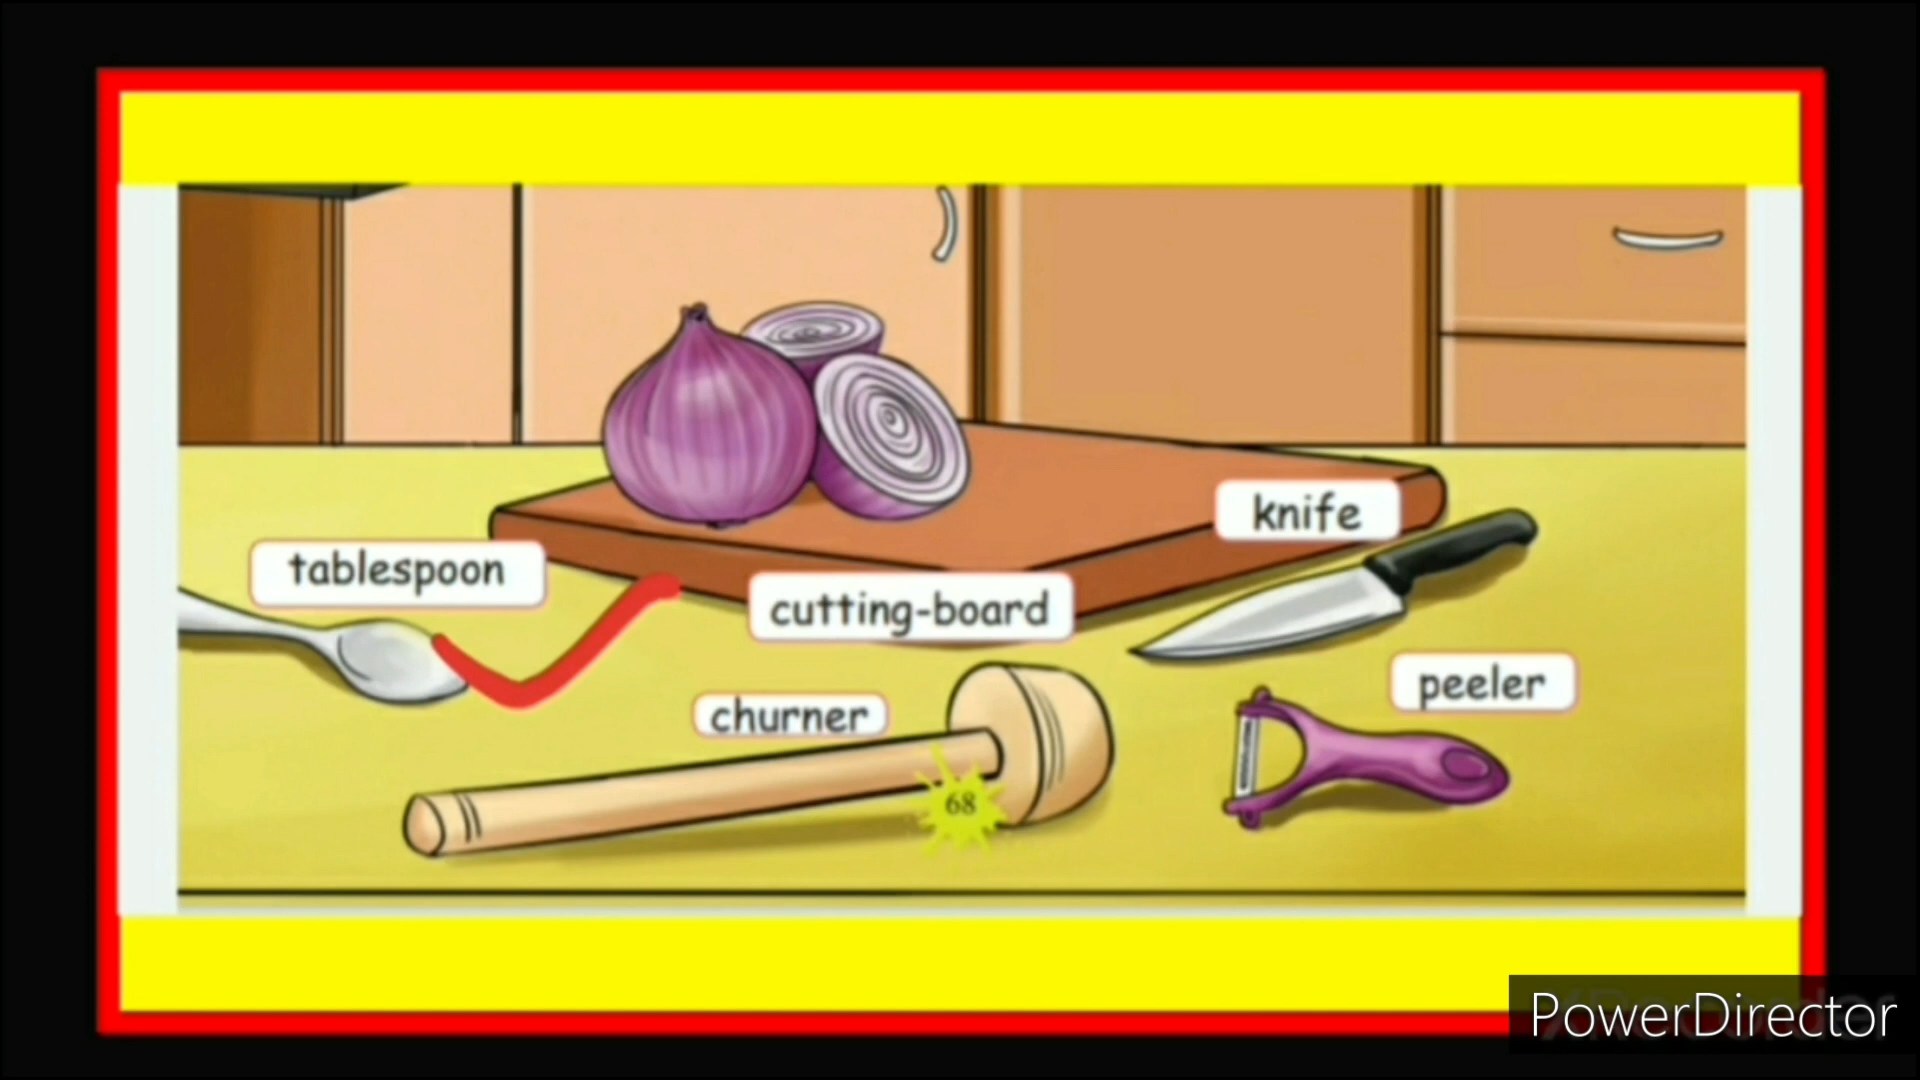 knife
tablespoon
cutting-board
peeler
churner
68
PowerDirector